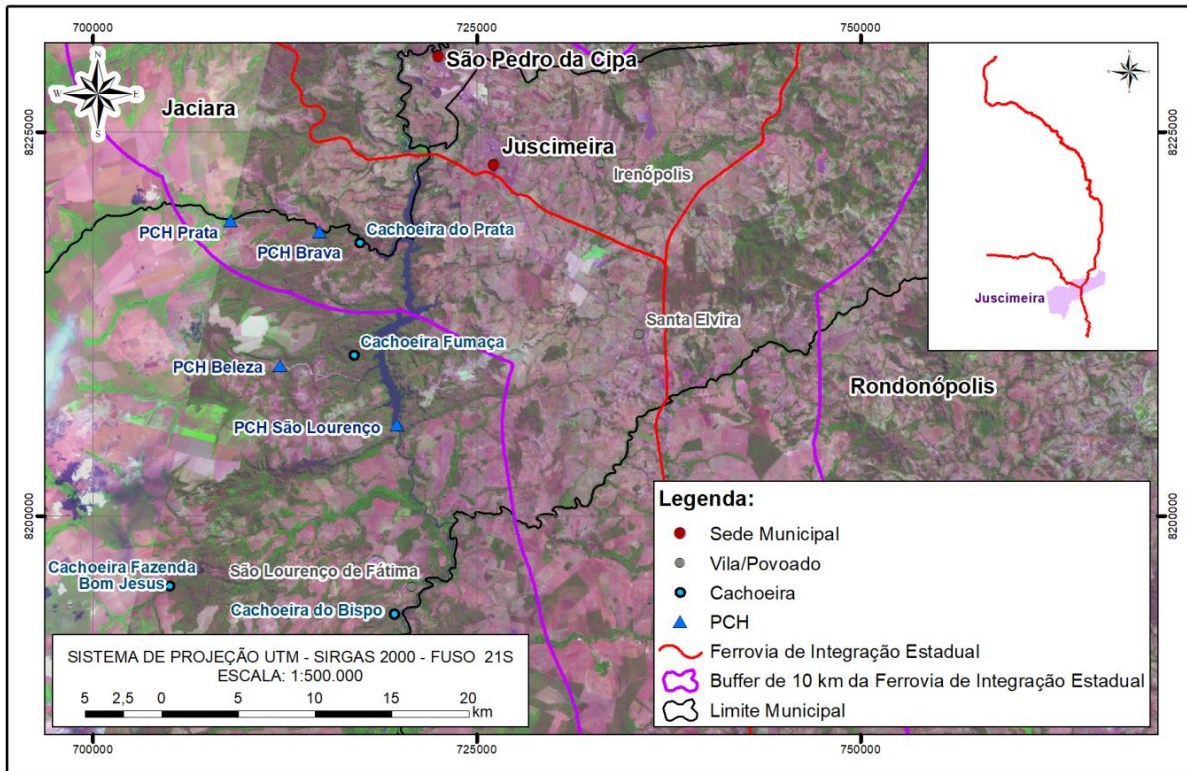 700000
725000
750000
N
W
E
S
São Pedro da Cipa
Jaciara
8225000
8225000
Juscimeira
Irenópolis
PCH Prata
Cachoeira do Prata
PCH Brava
Juscimeira
Santa Elvira
Cachoeira Fumaça
PCH Beleza
Rondonópolis
PCH São Lourenço
8200000
8200000
Cachoeira Fazenda
Bom Jesus
São Lourenço de Fátima
Cachoeira do Bispo
SISTEMA DE PROJEÇÃO UTM - SIRGAS 2000 - FUSO 21S
ESCALA: 1:500.000
5 2,5 0 5 10 15 20
km
Legenda:
Sede Municipal
Vila/Povoado
Cachoeira
PCH
Ferrovia de Integração Estadual
Buffer de 10 km da Ferrovia de Integração Estadual
Limite Municipal
700000
725000
750000